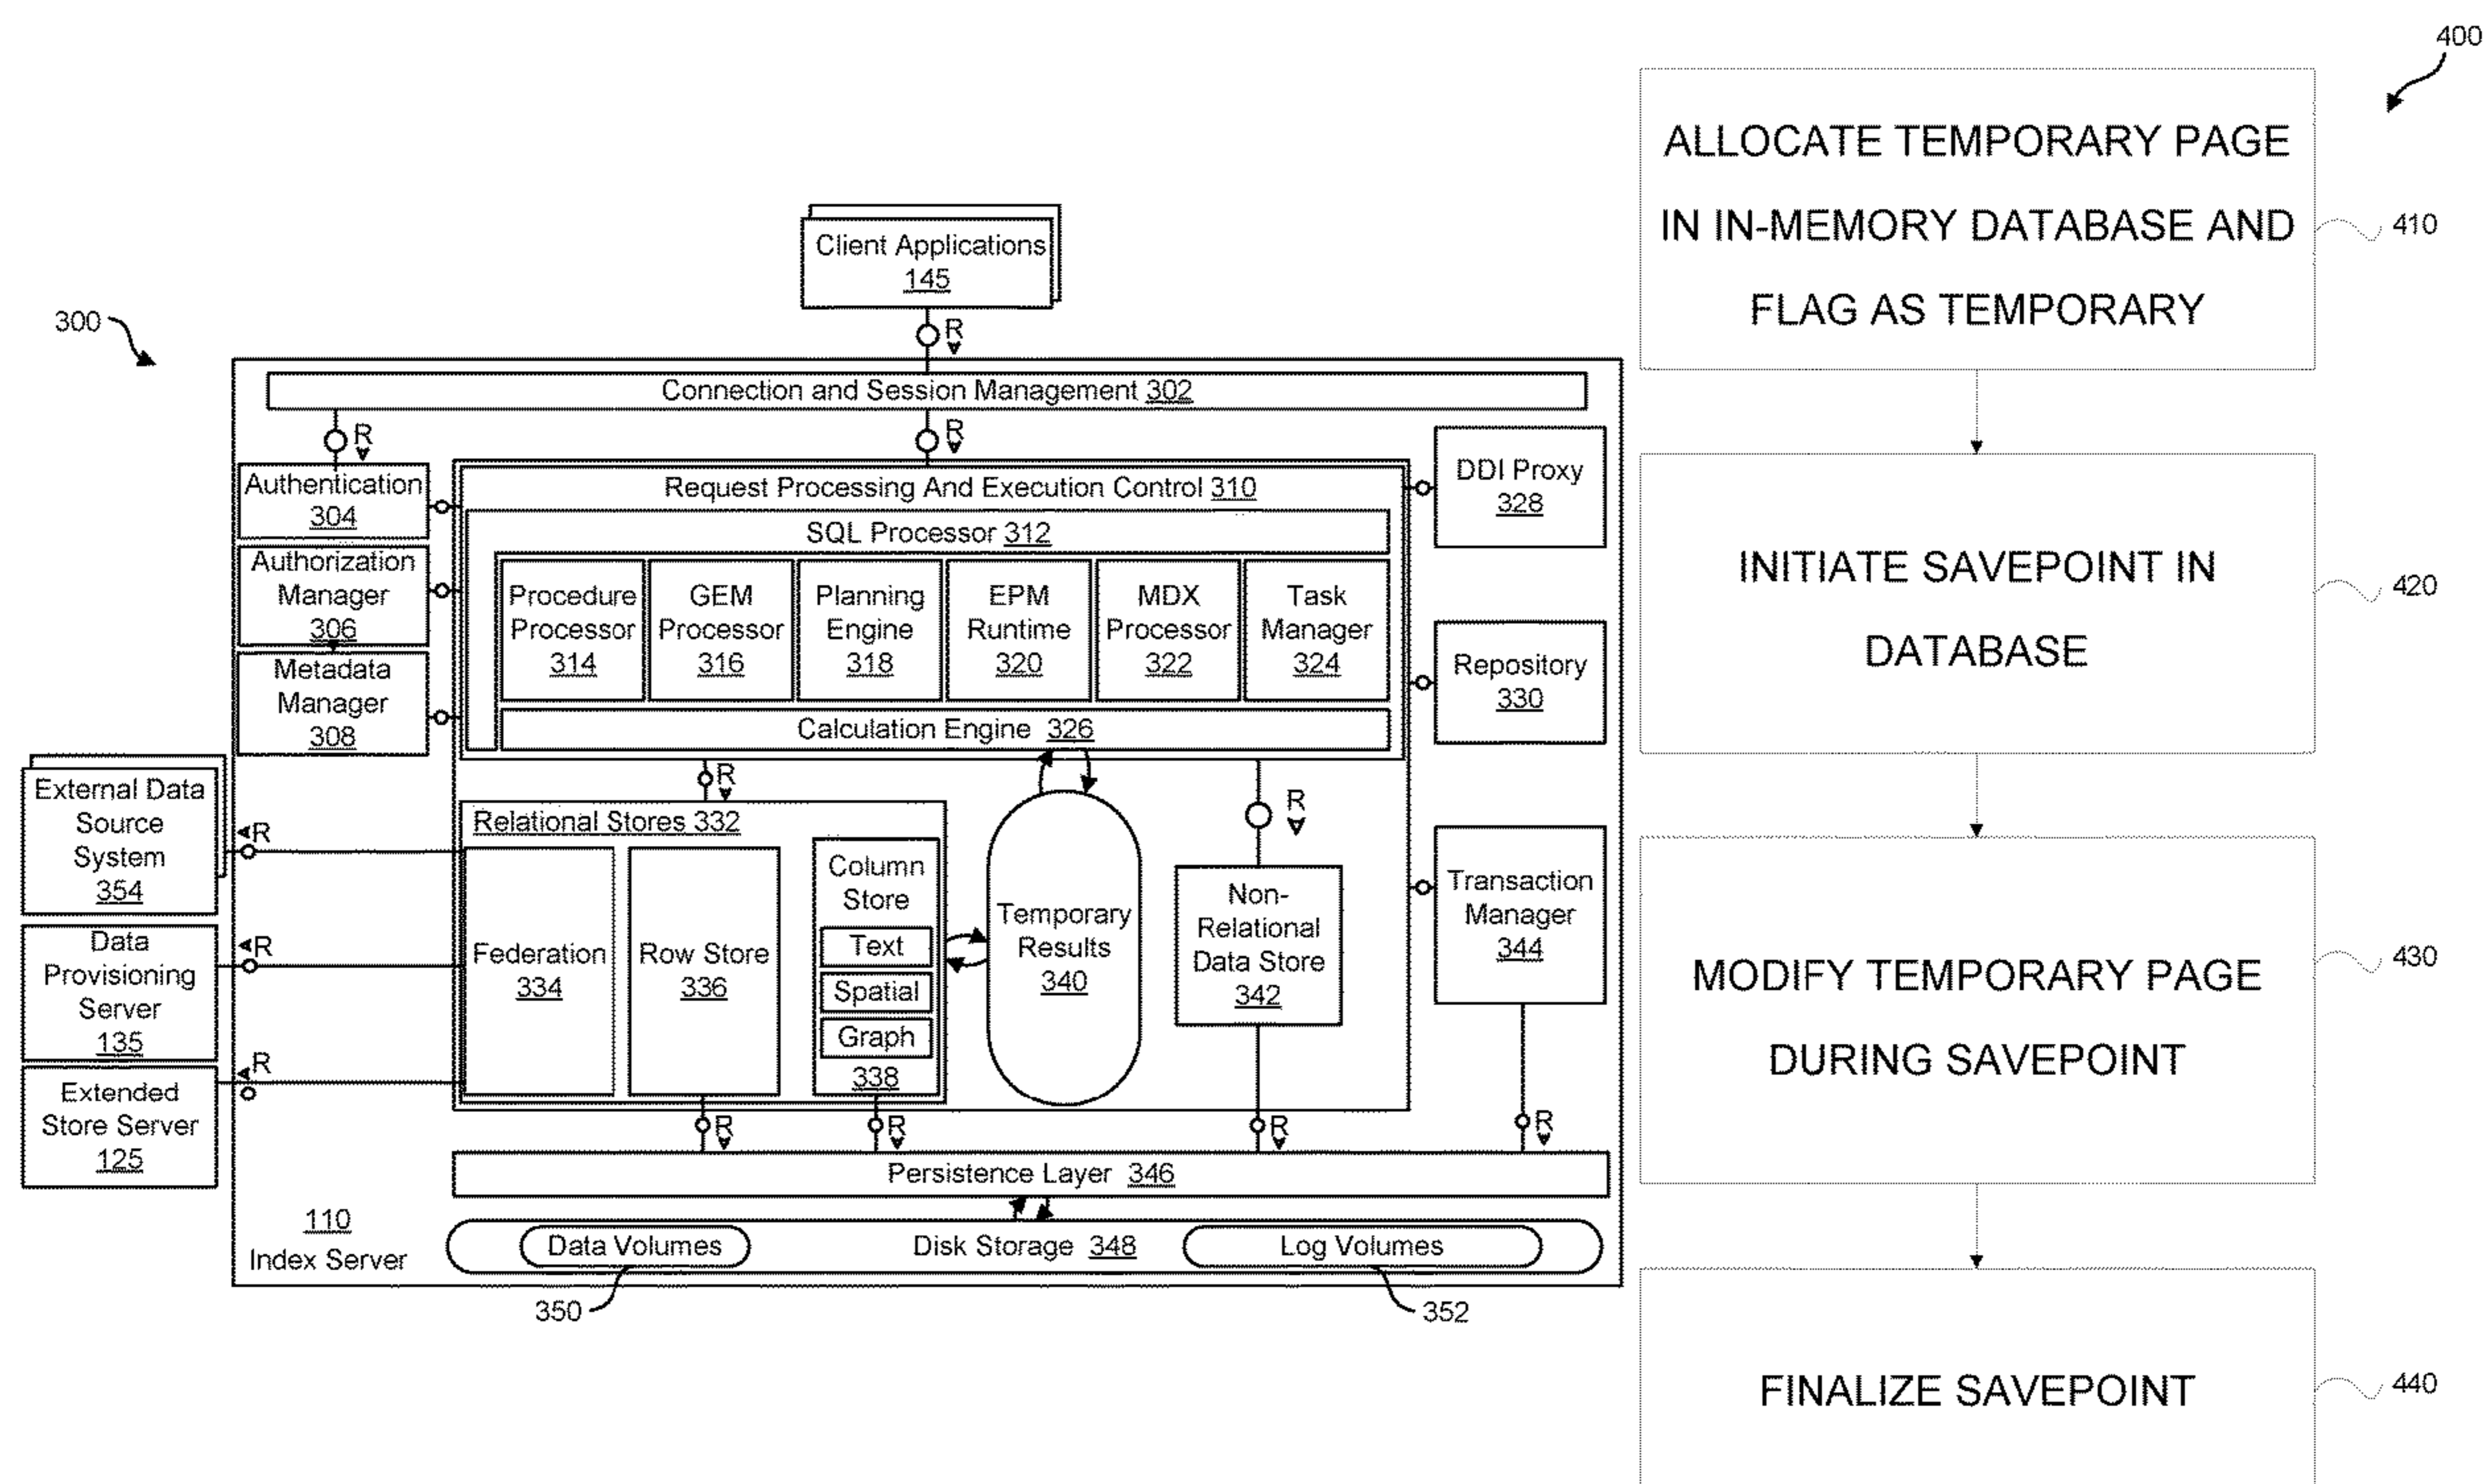 300
Client Applications
145
R
Connection and Session Management 302
R
R
Authentication
304
Authorization
Manager
306
Metadata
Manager
308
Request Processing And Execution Control 310
SQL Processor 312
Procedure
Processor
314
GEM
Processor
316
Planning
Engine
318
EPM
Runtime
320
MDX
Processor
322
Task
Manager
324
Calculation Engine 326
DDI Proxy
328
Repository
330
Transaction
Manager
344
R
R
Relational Stores 332
Federation
334
Row Store
336
Column
Store
Text
Spatial
Graph
338
Temporary
Results
340
Non-
Relational
Data Store
342
External Data
Source
System
354
R
Data
Provisioning
Server
135
R
Extended
Store Server
125
R
R
R
R
R
Persistence Layer 346
110
Index Server
Data Volumes
Disk Storage 348
Log Volumes
350
352
400
ALLOCATE TEMPORARY PAGE
IN IN-MEMORY DATABASE AND
FLAG AS TEMPORARY
410
INITIATE SAVEPOINT IN
DATABASE
420
MODIFY TEMPORARY PAGE
DURING SAVEPOINT
430
FINALIZE SAVEPOINT
440